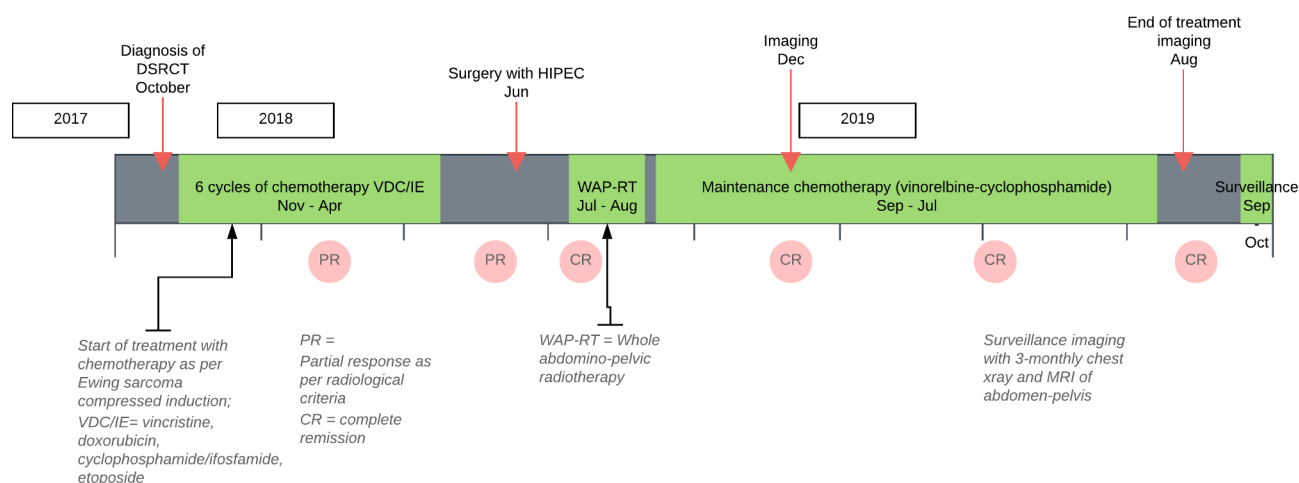 Diagnosis of
DSRCT
October
Surgery with HIPEC
Jun
Imaging
Dec
End of treatment
imaging
Aug
2017
2018
2019
6 cycles of chemotherapy VDC/IE
Nov - Apr
WAP-RT
Jul - Aug
Maintenance chemotherapy (vinorelbine-cyclophosphamide)
Sep - Jul
Surveillance
Sep
Oct
PR
PR
CR
CR
CR
CR
Start of treatment with
chemotherapy as per
Ewing sarcoma
compressed induction;
VDC/IE= vincristine,
doxorubicin,
cyclophosphamide/ifosfamide,
etoposide
PR =
Partial response as
per radiological
criteria
CR = complete
remission
WAP-RT = Whole
abdomino-pelvic
radiotherapy
Surveillance imaging
with 3-monthly chest
xray and MRI of
abdomen-pelvis